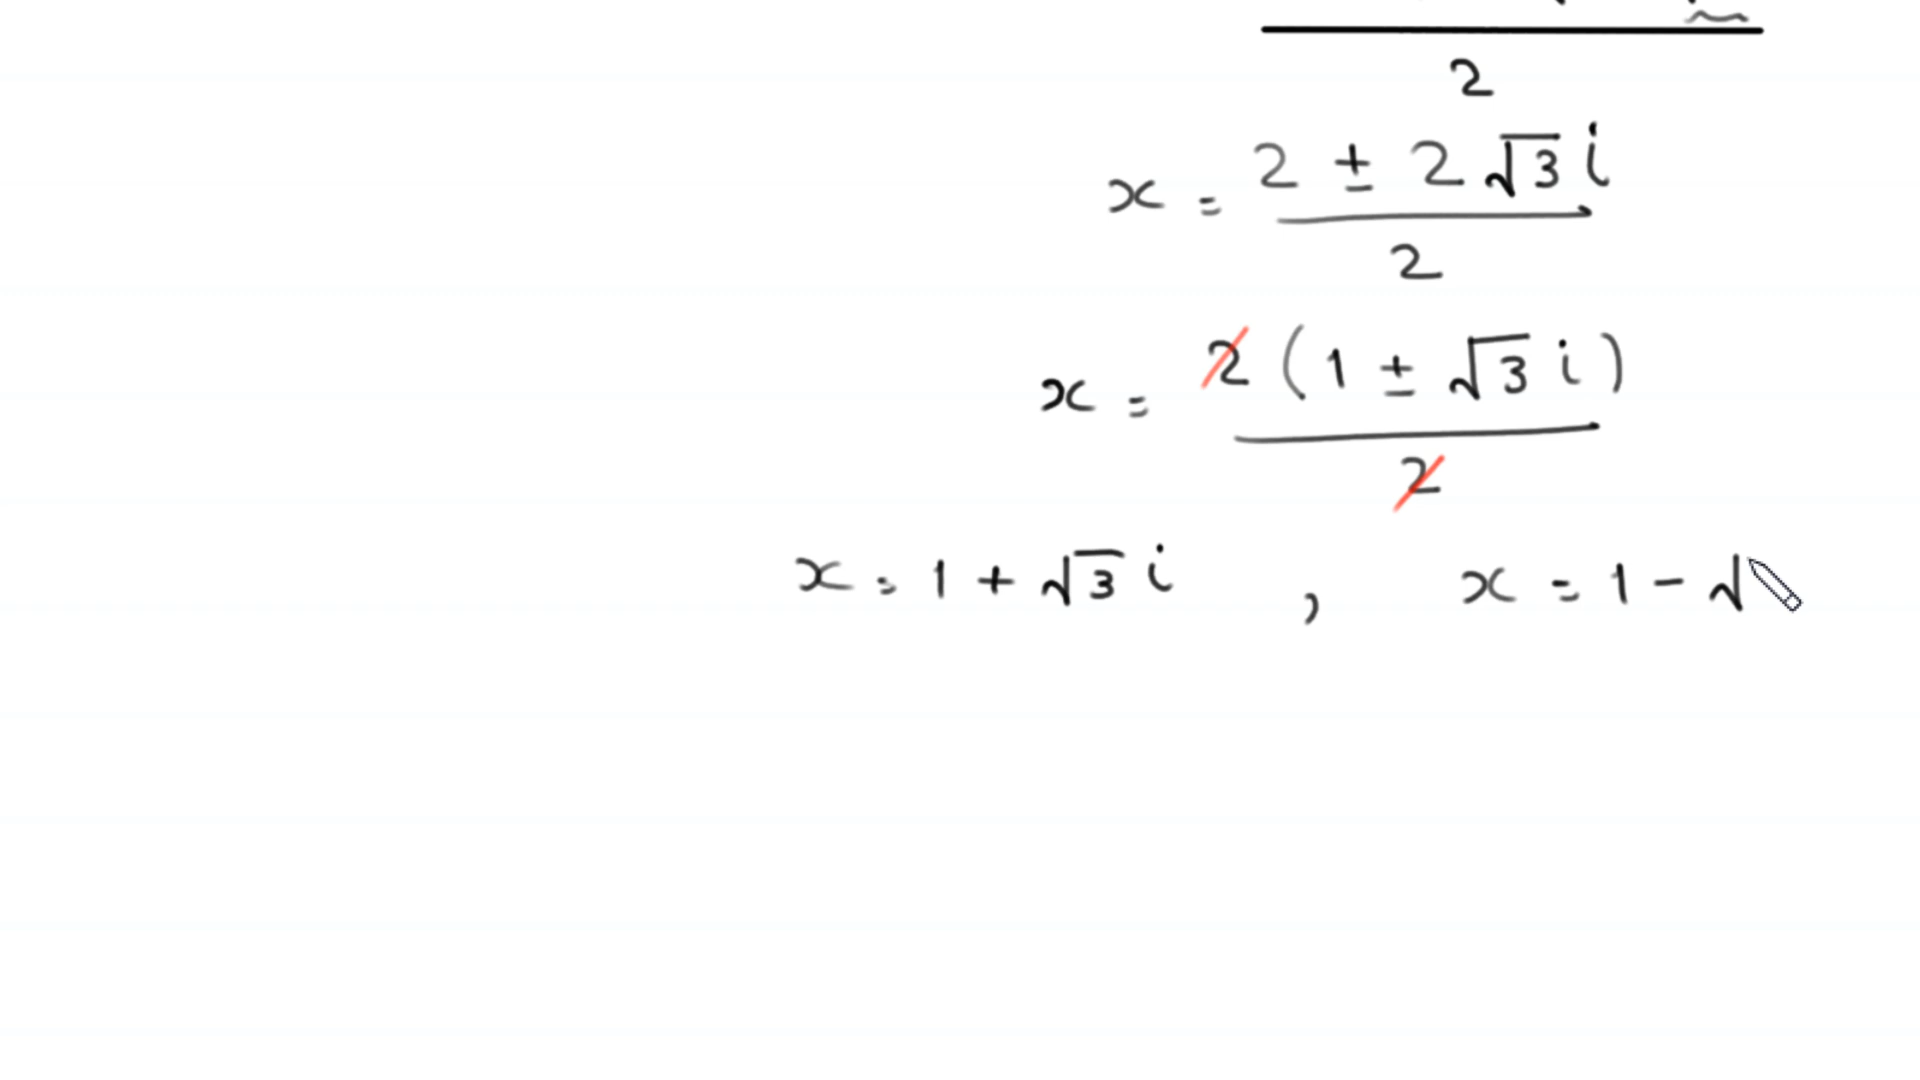 2
x = 2 ± 2 √3 i
2
x = 2 (1 ± √3 i)
2
x = 1 + √3 i , x = 1 - √